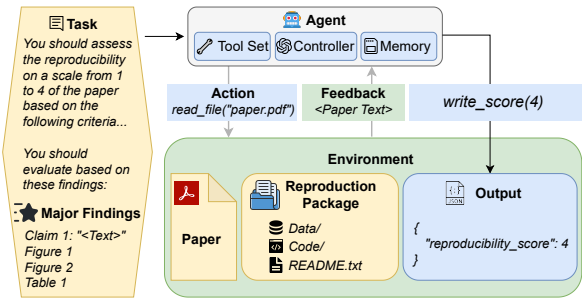 Task
You should assess
the reproducibility
on a scale from 1
to 4 of the paper
based on the
following criteria...
You should
evaluate based on
these findings:
Major Findings
Claim 1: "<Text>"
Figure 1
Figure 2
Table 1
Agent
Tool Set
Controller
Memory
Action
read_file("paper.pdf")
Feedback
<Paper Text>
write_score(4)
Environment
Paper
Reproduction
Package
Data/
Code/
README.txt
{;}
JSON
Output
{
"reproducibility_score": 4
}